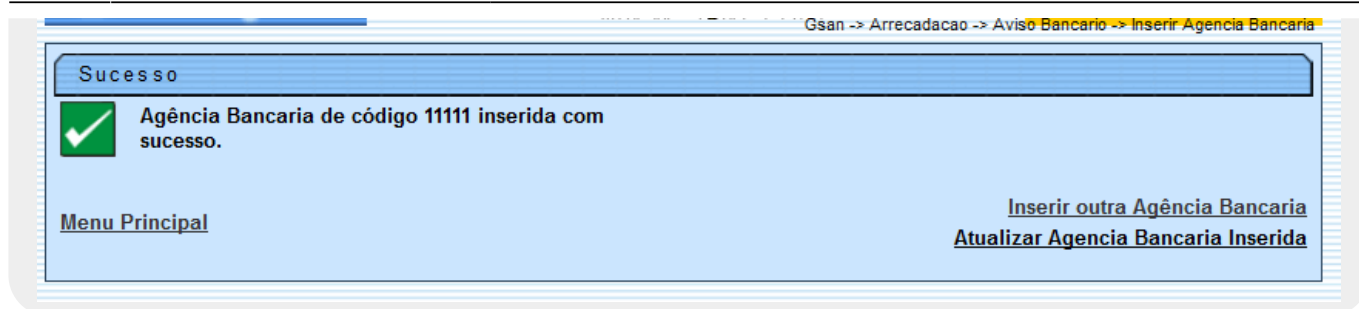 Gsan -> Arrecadacao -> Aviso Bancario -> Inserir Agencia Bancaria
Sucesso
Agência Bancaria de código 11111 inserida com
sucesso.
Inserir outra Agência Bancaria
Menu Principal
Atualizar Agencia Bancaria Inserida